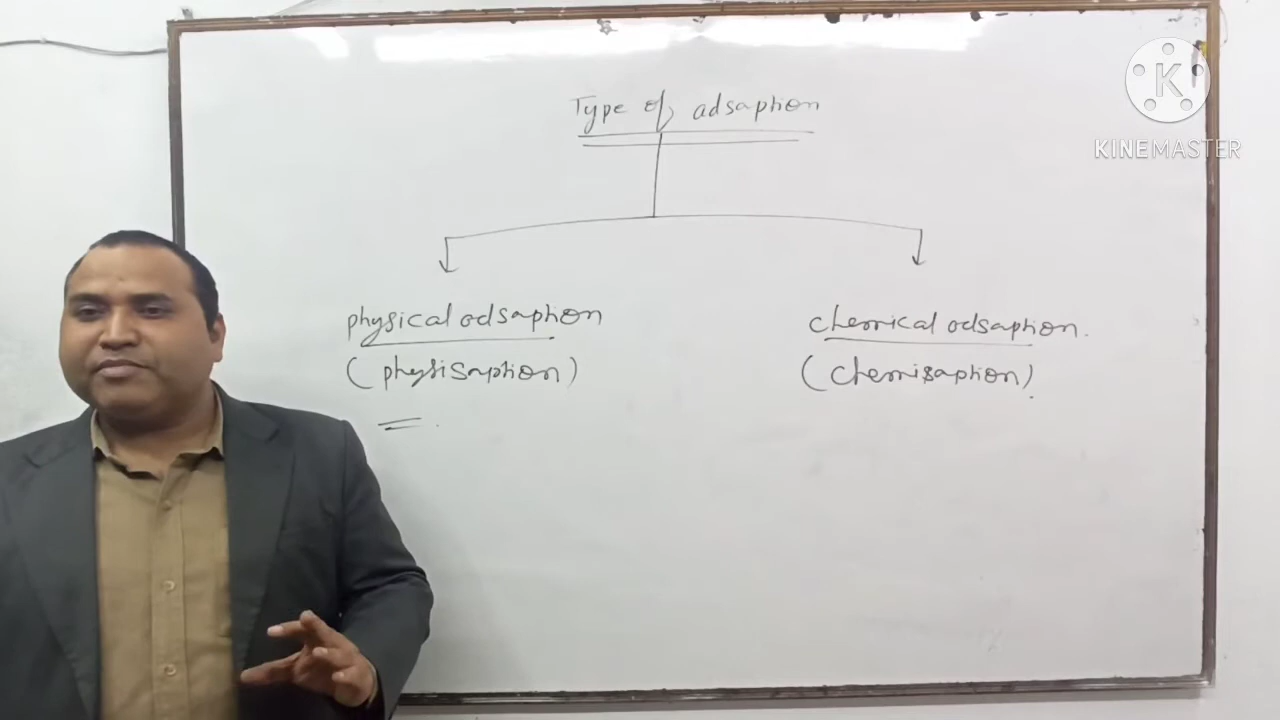 Type of adsaption
physical adsaption
chemical adsaption.
(physisaption)
(chemisaption)
K
KINEMASTER